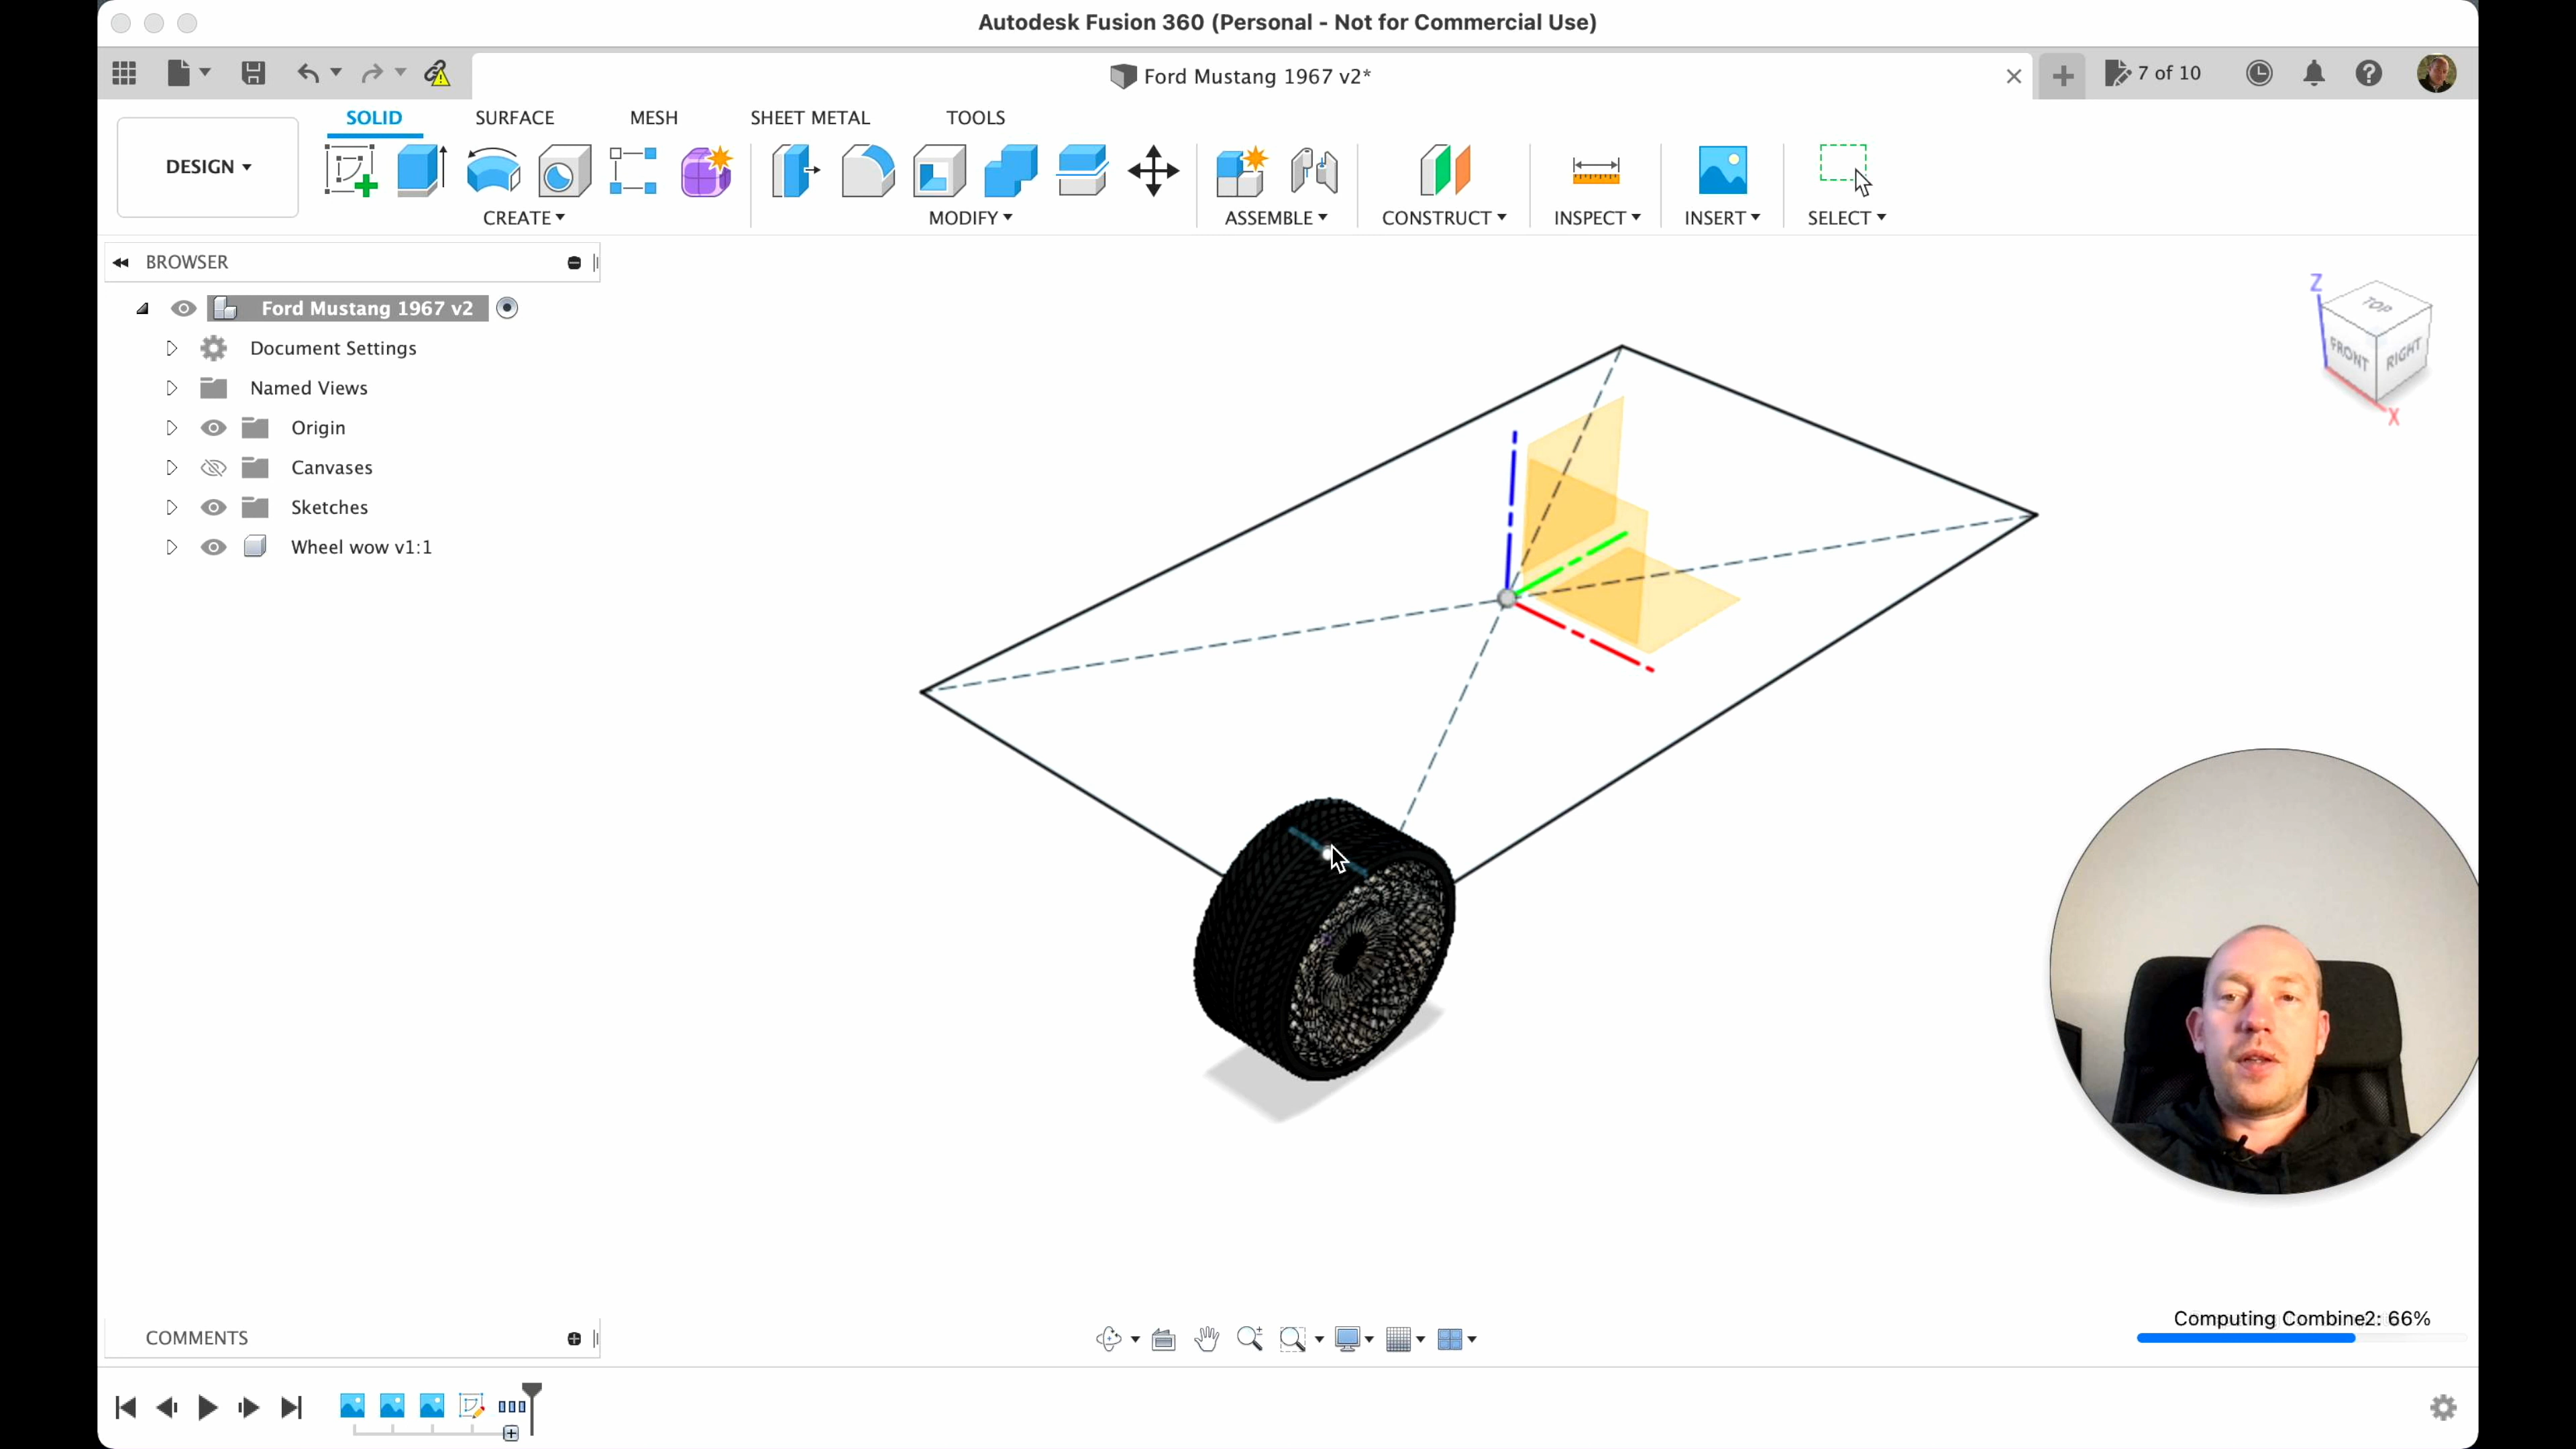 Autodesk Fusion 360 (Personal - Not for Commercial Use)
Ford Mustang 1967 v2*
7 of 10
SOLID SURFACE MESH SHEET METAL TOOLS
DESIGN
CREATE MODIFY ASSEMBLE CONSTRUCT INSPECT INSERT SELECT
BROWSER
Ford Mustang 1967 v2
Document Settings
Named Views
Origin
Canvases
Sketches
Wheel wow v1:1
Z
TOP
FRONT
RIGHT
X
Computing Combine2: 66%
COMMENTS